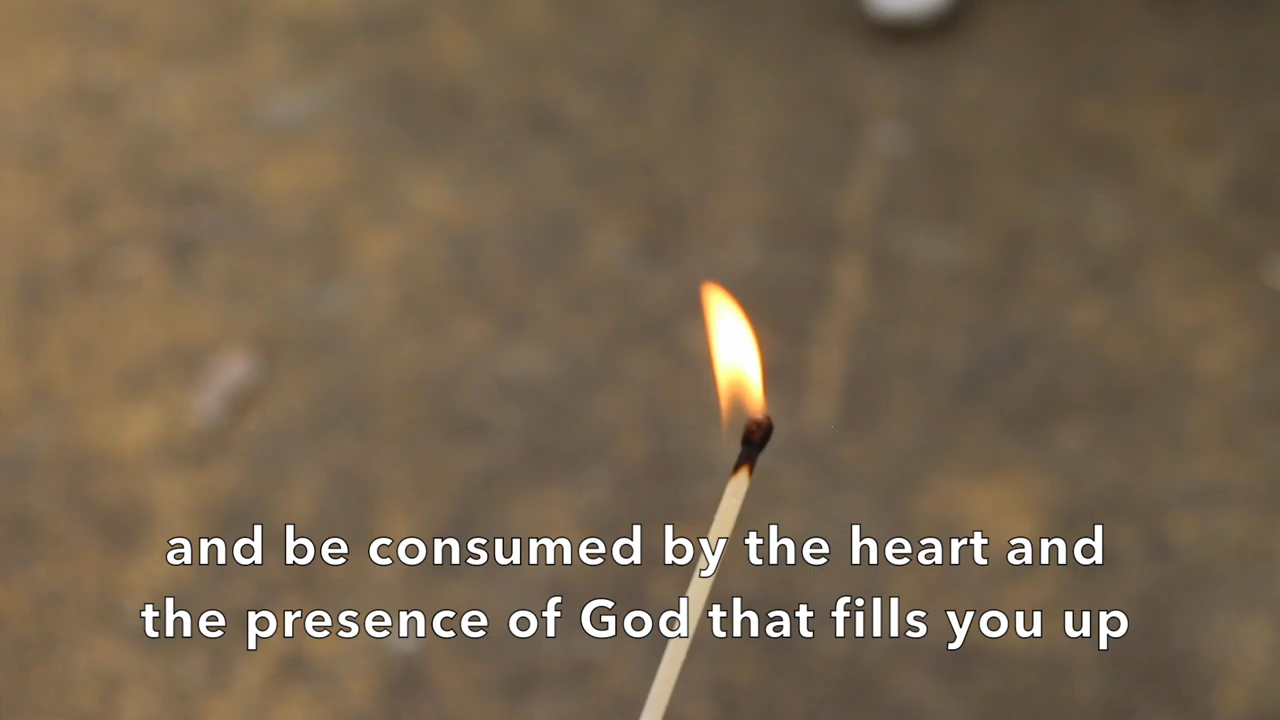 and be consumed by the heart and
the presence of God that fills you up